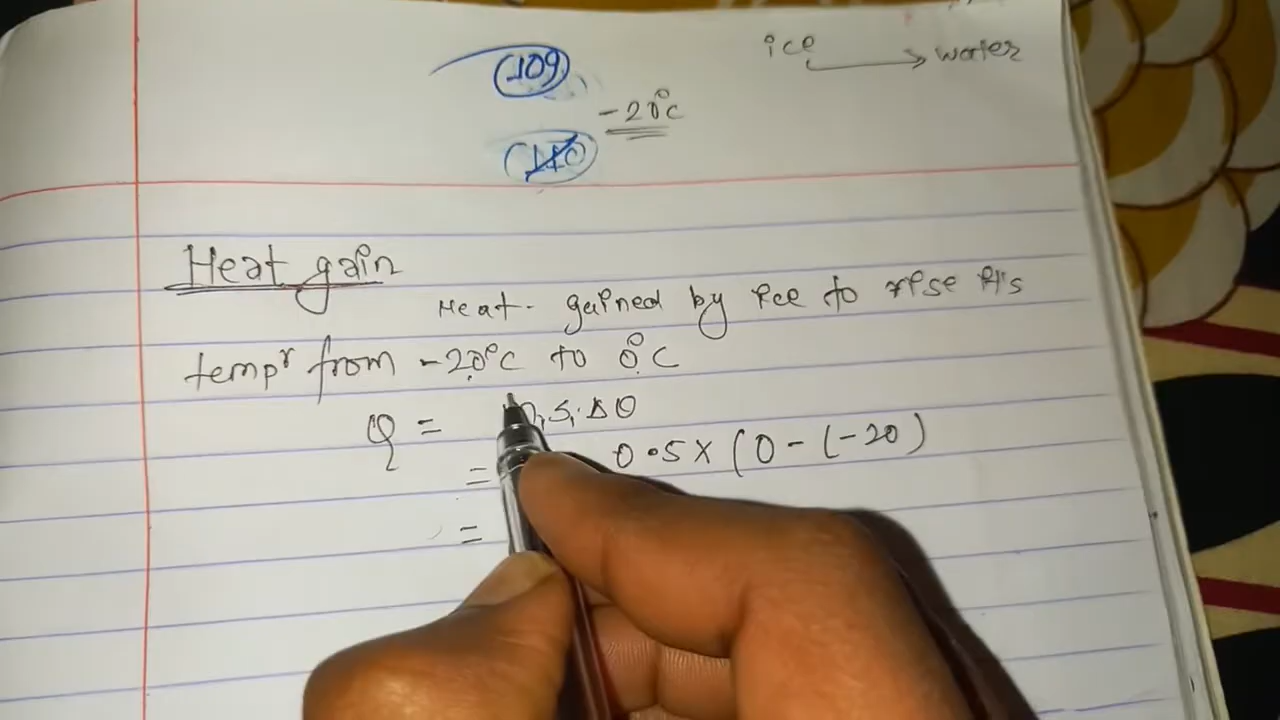 ice → water
109
-20°C
110
Heat gain
Heat gained by ice to rise it's
tempʳ from -20°C to 0°C
Q = m,s,Δθ
= 0.5 × (0 - (-20)
=